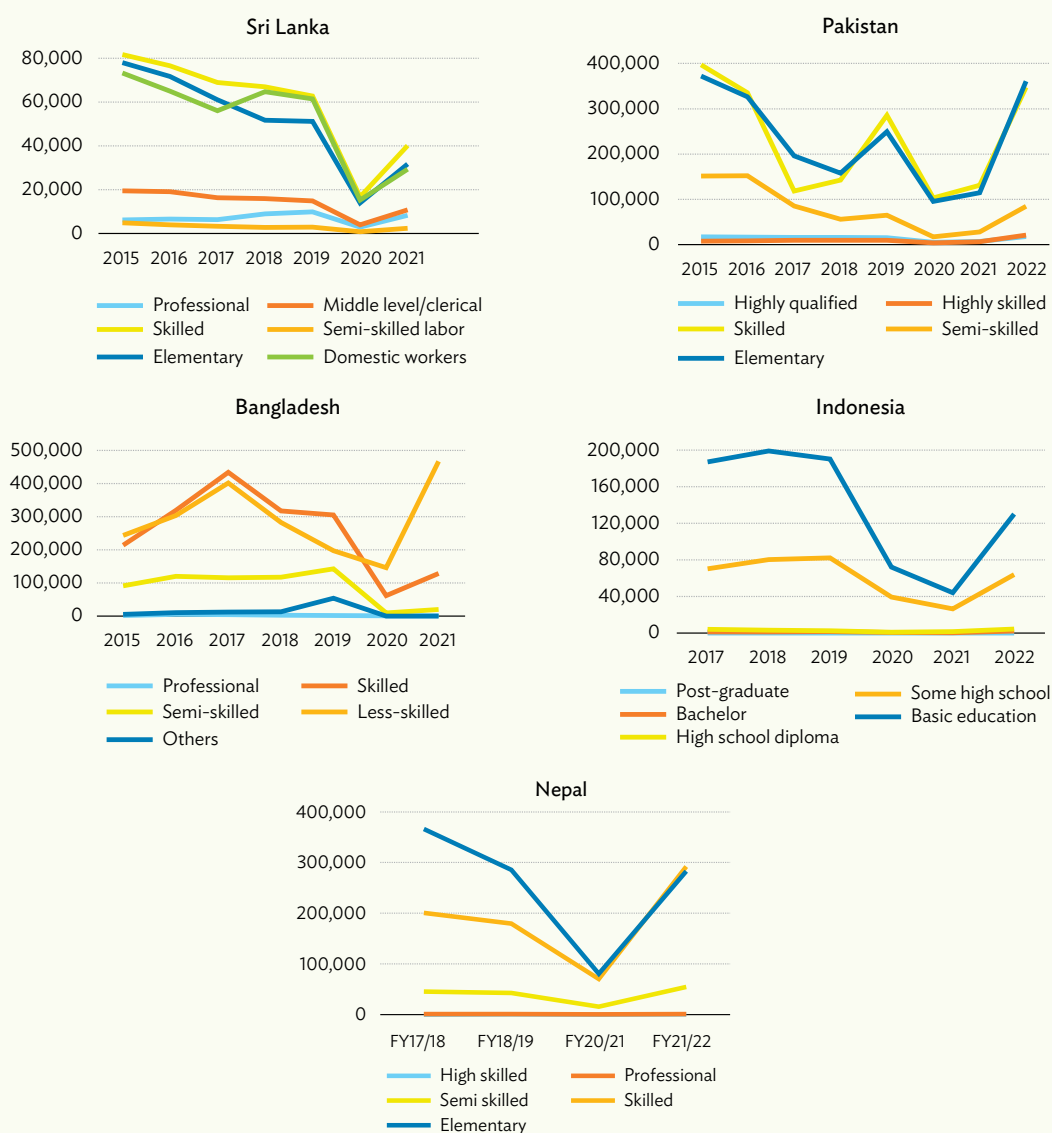 Sri Lanka
80,000
60,000
40,000
20,000
0
2015 2016 2017 2018 2019 2020 2021
Professional Middle level/clerical
Skilled Semi-skilled labor
Elementary Domestic workers
Pakistan
400,000
300,000
200,000
100,000
0
2015 2016 2017 2018 2019 2020 2021 2022
Highly qualified Highly skilled
Skilled Semi-skilled
Elementary
Bangladesh
500,000
400,000
300,000
200,000
100,000
0
2015 2016 2017 2018 2019 2020 2021
Professional Skilled
Semi-skilled Less-skilled
Others
Indonesia
200,000
160,000
120,000
80,000
40,000
0
2017 2018 2019 2020 2021 2022
Post-graduate Some high school
Bachelor Basic education
High school diploma
Nepal
400,000
300,000
200,000
100,000
0
FY17/18 FY18/19 FY20/21 FY21/22
High skilled Professional
Semi skilled Skilled
Elementary